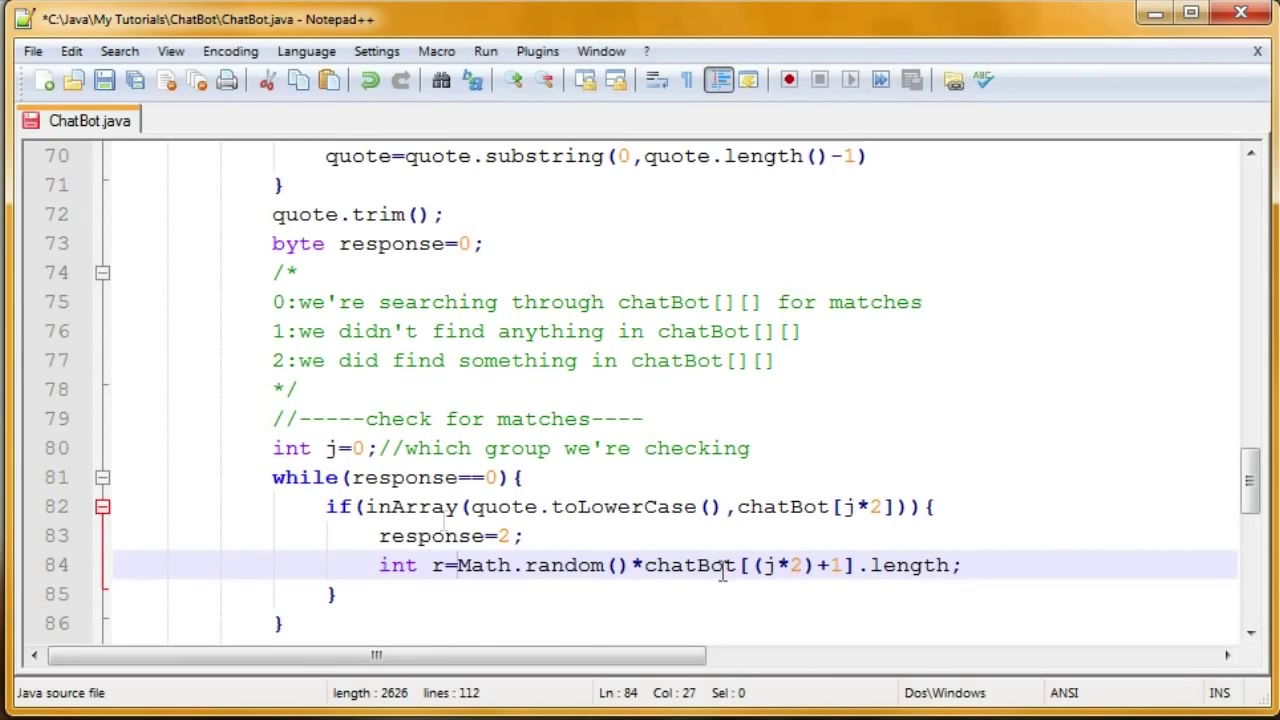 *C:\Java\My Tutorials\ChatBot\ChatBot.java - Notepad++
File Edit Search View Encoding Language Settings Macro Run Plugins Window ? X
ABC
ChatBot.java
70 quote=quote.substring(0,quote.length()-1)
71 }
72 quote.trim();
73 byte response=0;
74 /*
75 0:we're searching through chatBot[][] for matches
76 1:we didn't find anything in chatBot[][]
77 2:we did find something in chatBot[][]
78 */
79 //-----check for matches----
80 int j=0;//which group we're checking
81 while(response==0){
82 if(inArray(quote.toLowerCase(),chatBot[j*2])){
83 response=2;
84 int r=Math.random()*chatBot[(j*2)+1].length;
85 }
86 }
Java source file length : 2626 lines : 112 Ln : 84 Col : 27 Sel : 0 Dos\Windows ANSI INS